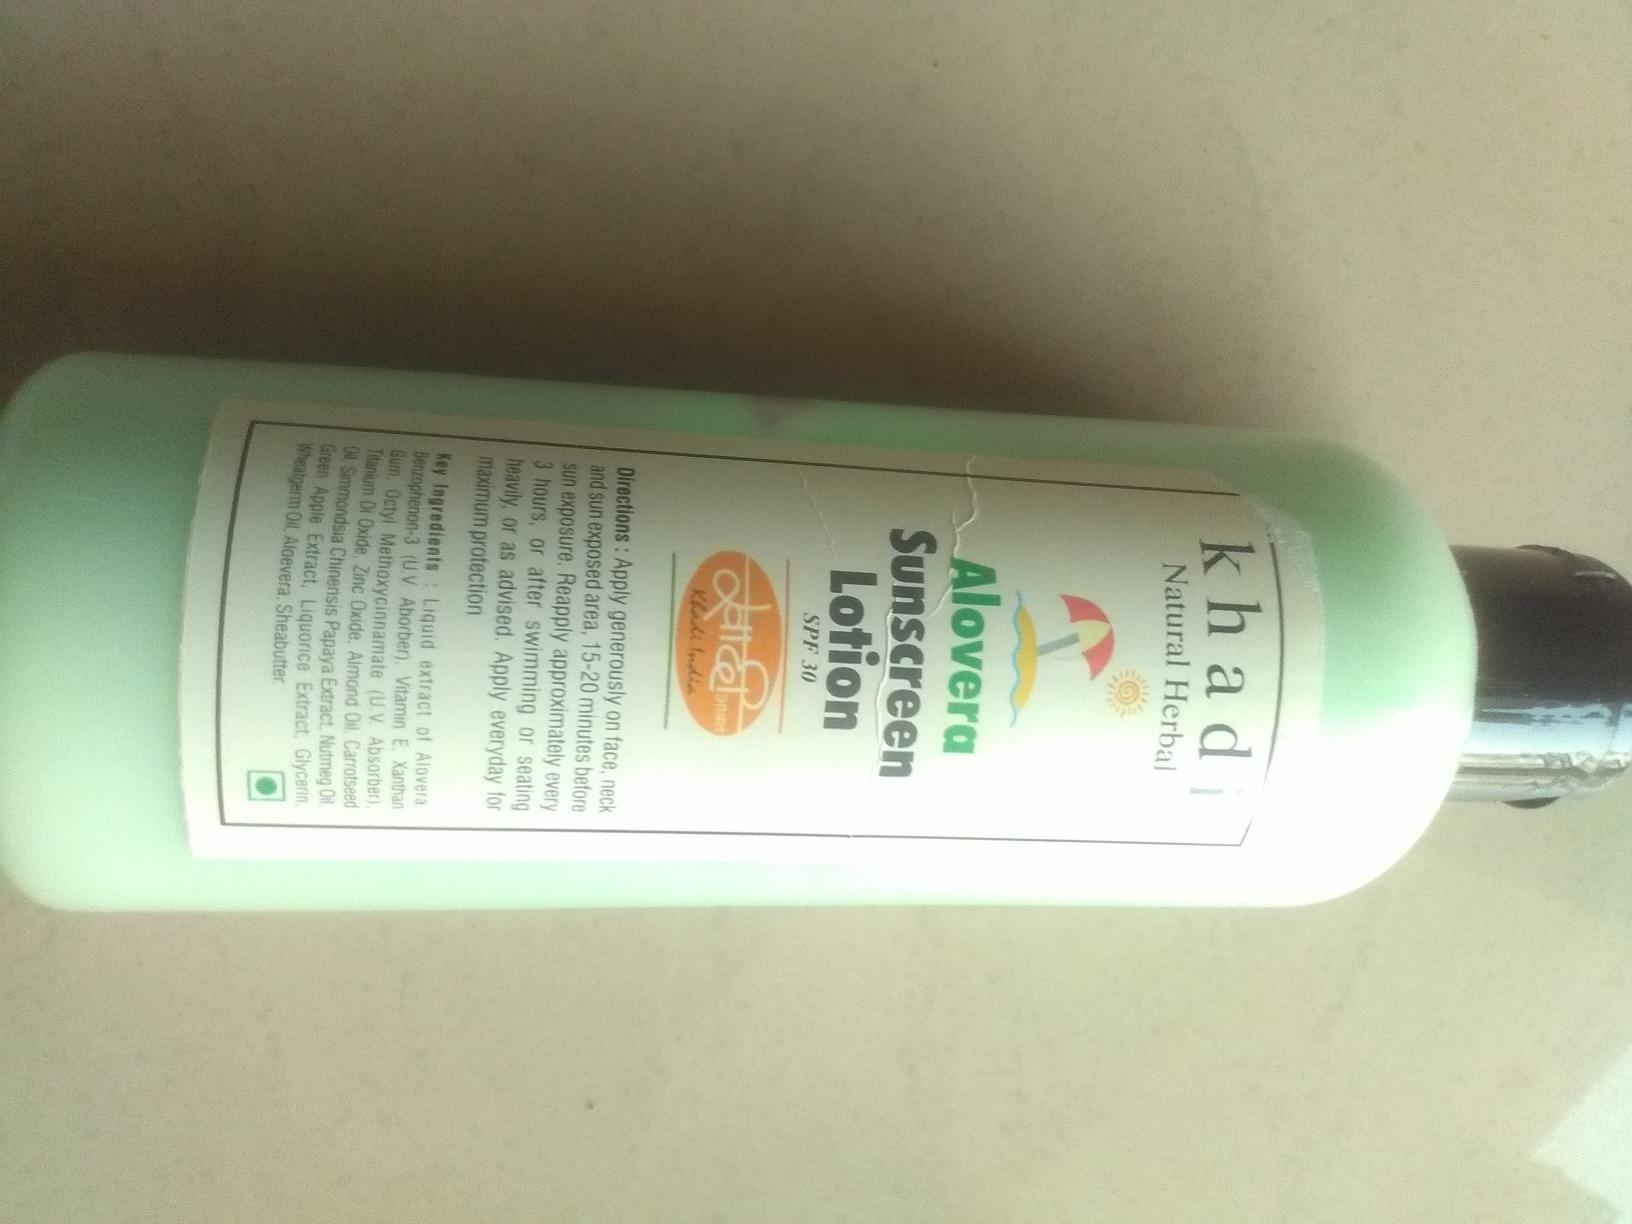 khadi
Natural Herbal
Alovera
Sunscreen
Lotion
SPF 30
खादी
Khadi India
Directions : Apply generously on face, neck
and sun exposed area, 15-20 minutes before
sun exposure. Reapply approximately every
3 hours, or after swimming or seating
heavily, or as advised. Apply everyday for
maximum protection
Key Ingredients : Liquid extract of Alovera.
Benzophenon-3 (U.V. Aborber). Vitamin E. Xanthan
Gum. Octyl Methoxycinnamate (U.V. Absorber).
Titanium Di Oxide, Zinc Oxide, Almond Oil, Carrotseed
Oil, Simmondsia Chinensis Papaya Extract, Nutmeg Oil,
Green Apple Extract, Liquorice Extract, Glycerin,
Wheatgerm Oil, Aloevera, Sheabutter.